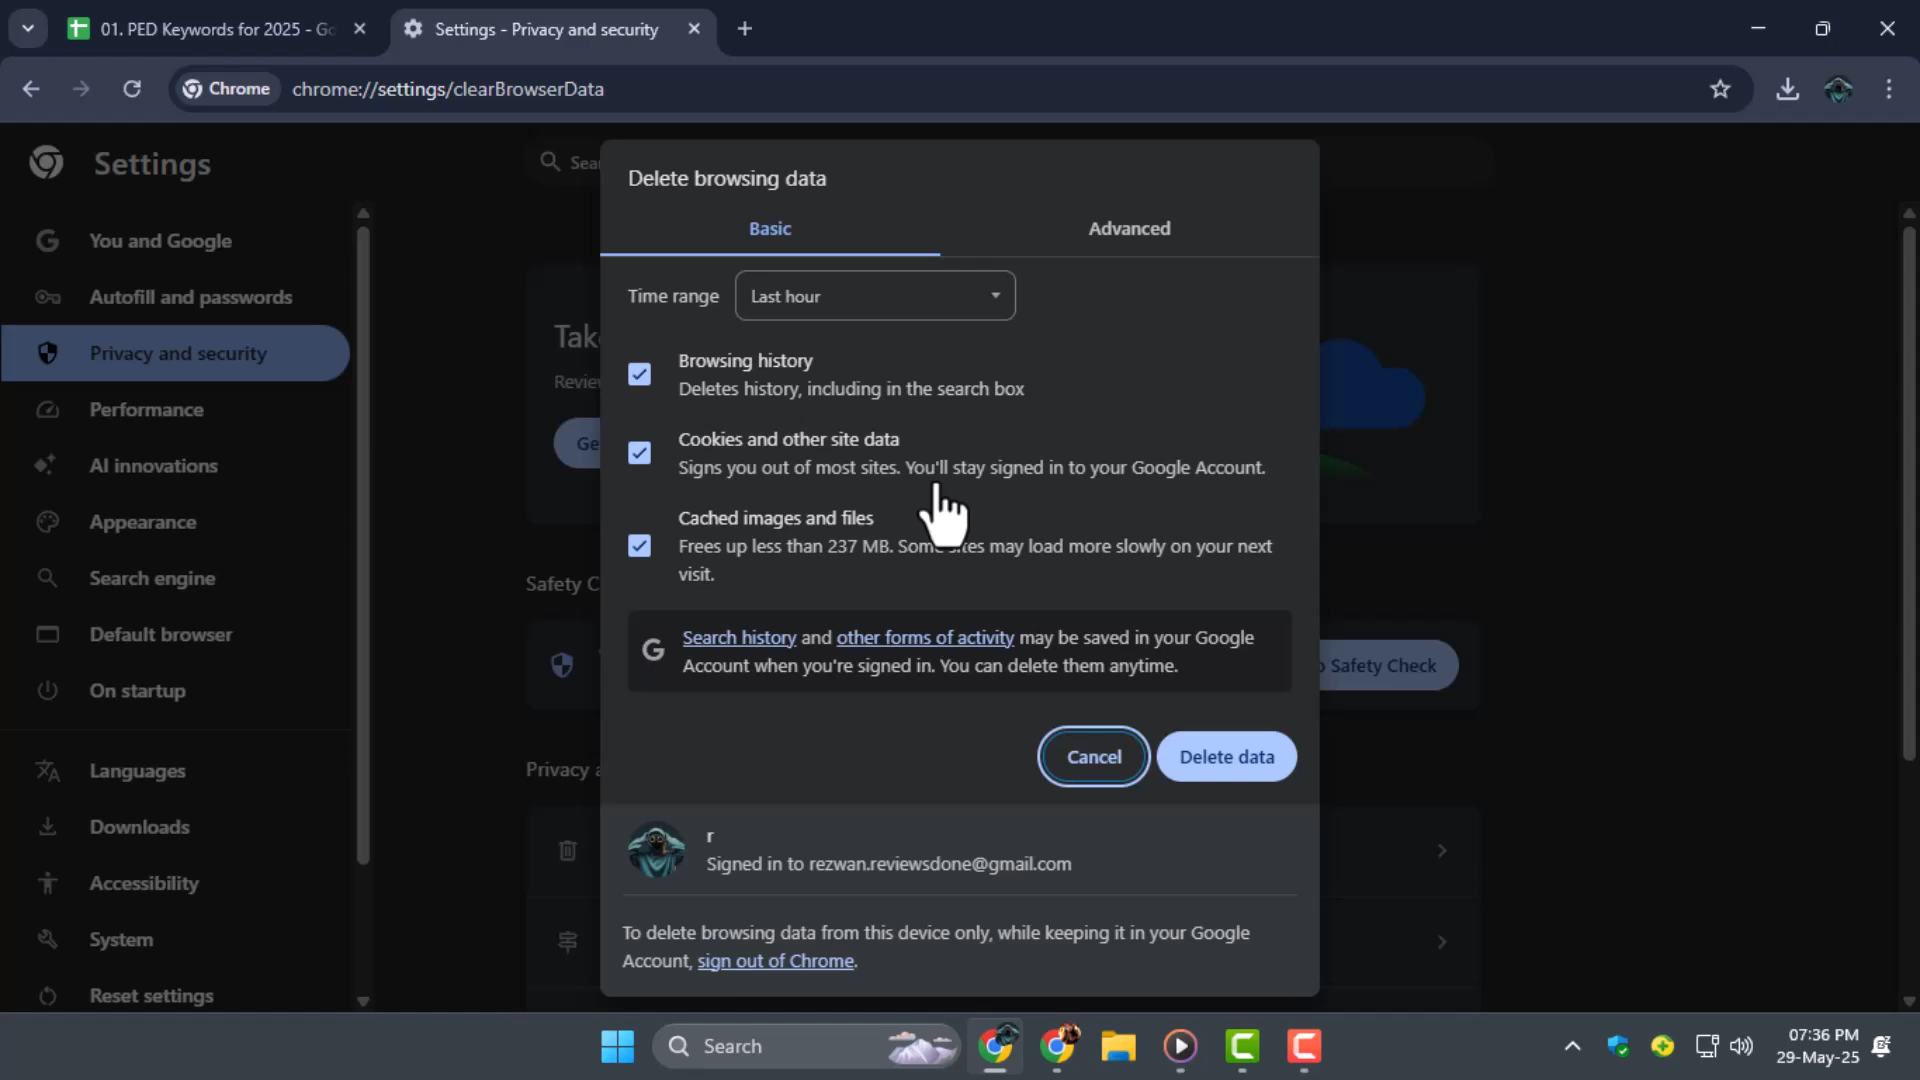 01. PED Keywords for 2025 - Go
Settings - Privacy and security
Chrome
chrome://settings/clearBrowserData
Settings
You and Google
Autofill and passwords
Privacy and security
Performance
AI innovations
Appearance
Search engine
Default browser
On startup
Languages
Downloads
Accessibility
System
Reset settings
Sea
Take
Review
Ge
Safety C
o Safety Check
Privacy a
Delete browsing data
Basic
Advanced
Time range
Last hour
Browsing history
Deletes history, including in the search box
Cookies and other site data
Signs you out of most sites. You'll stay signed in to your Google Account.
Cached images and files
Frees up less than 237 MB. Some sites may load more slowly on your next
visit.
G
Search history and other forms of activity may be saved in your Google
Account when you're signed in. You can delete them anytime.
Cancel
Delete data
r
Signed in to rezwan.reviewsdone@gmail.com
To delete browsing data from this device only, while keeping it in your Google
Account, sign out of Chrome.
Search
07:36 PM
29-May-25